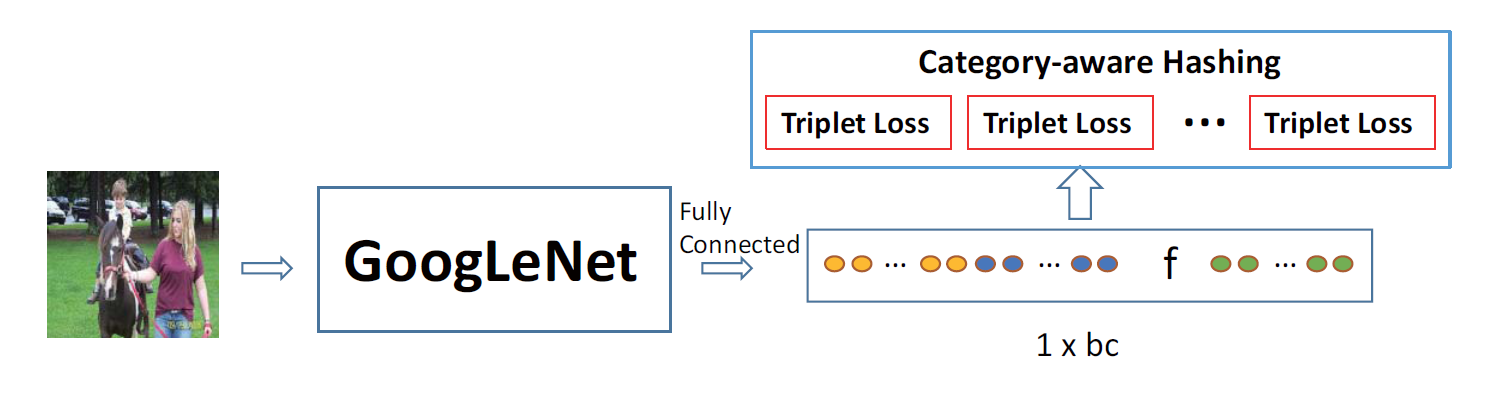 Category-aware Hashing
Triplet Loss Triplet Loss ... Triplet Loss
GoogLeNet
Fully
Connected
... ... f ...
1 x bc